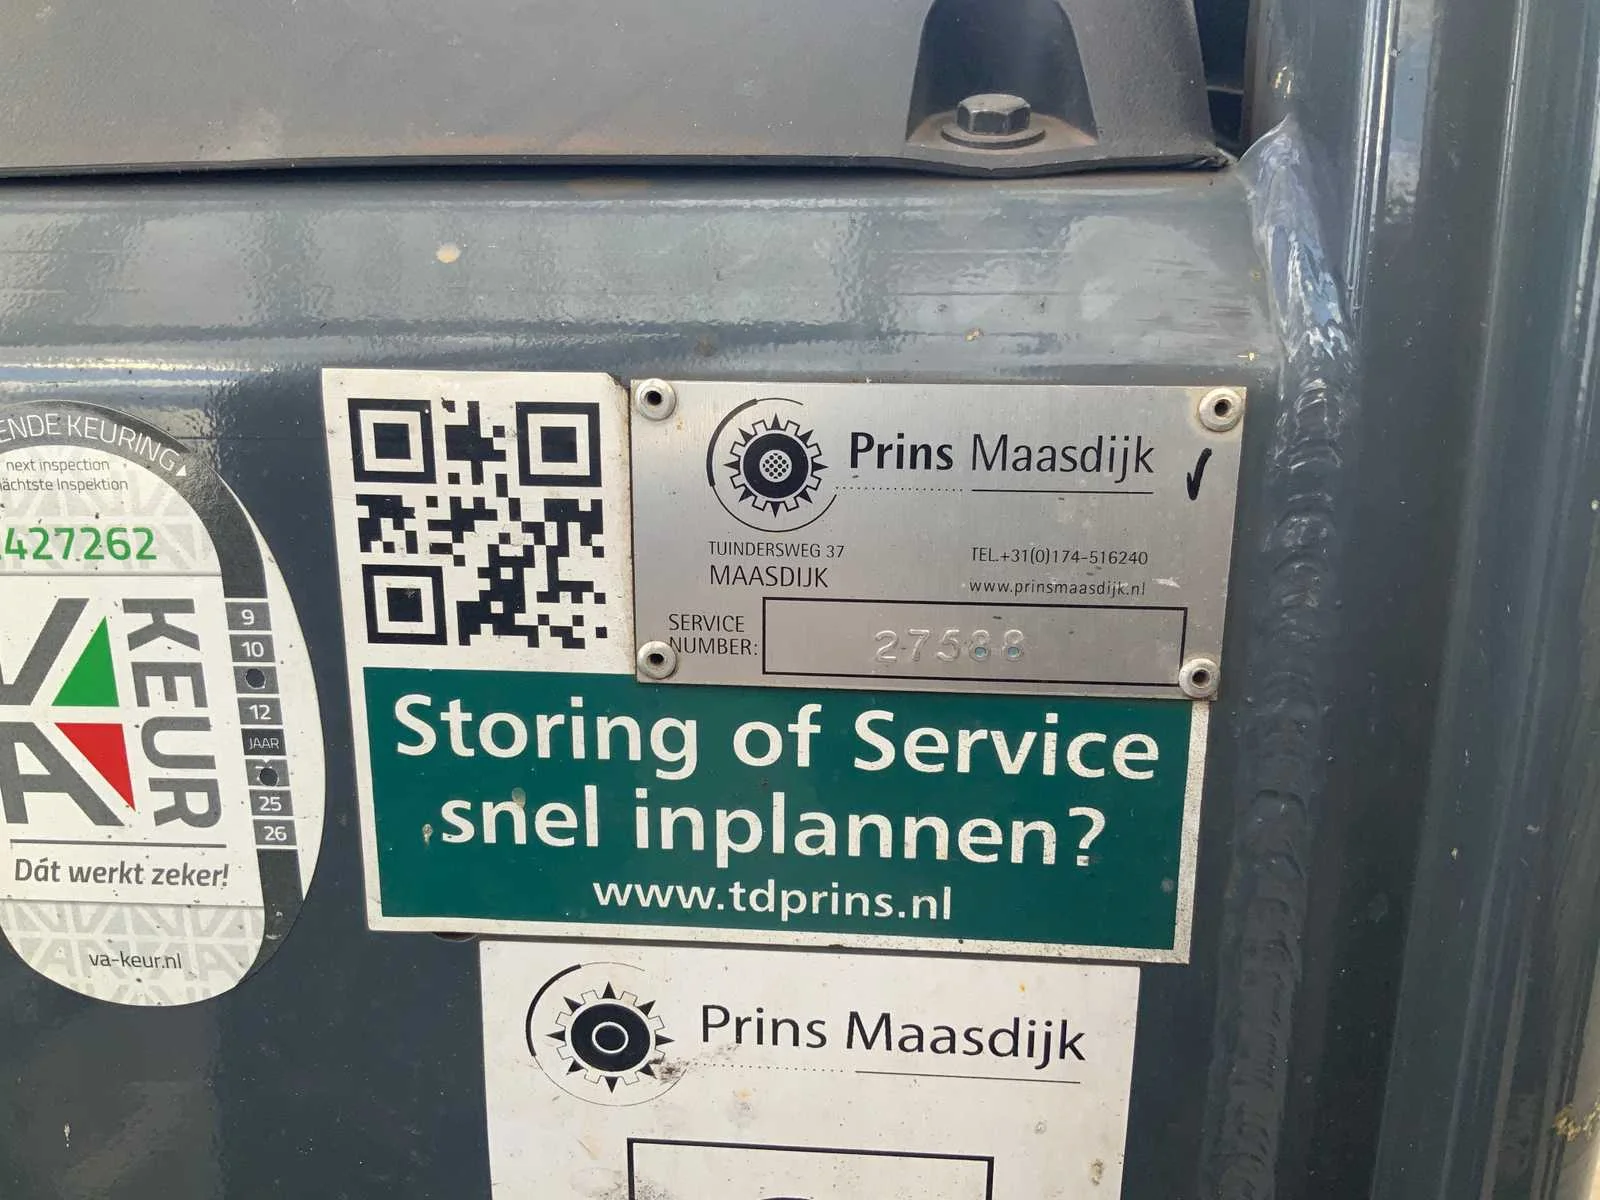 KEURING
next inspection
Inspektion
427262
VA
KEUR
9
10
12
JAAR
25
26
Dát werkt zeker!
va-keur.nl
Prins Maasdijk
TUINDERSWEG 37
MAASDIJK
TEL.+31(0)174-516240
www.prinsmaasdijk.nl
SERVICE
NUMBER:
27588
Storing of Service
snel inplannen?
www.tdprins.nl
Prins Maasdijk